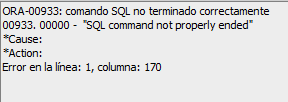 ORA-00933: comando SQL no terminado correctamente
00933. 00000 -  "SQL command not properly ended"
*Cause:
*Action:
Error en la línea: 1, columna: 170